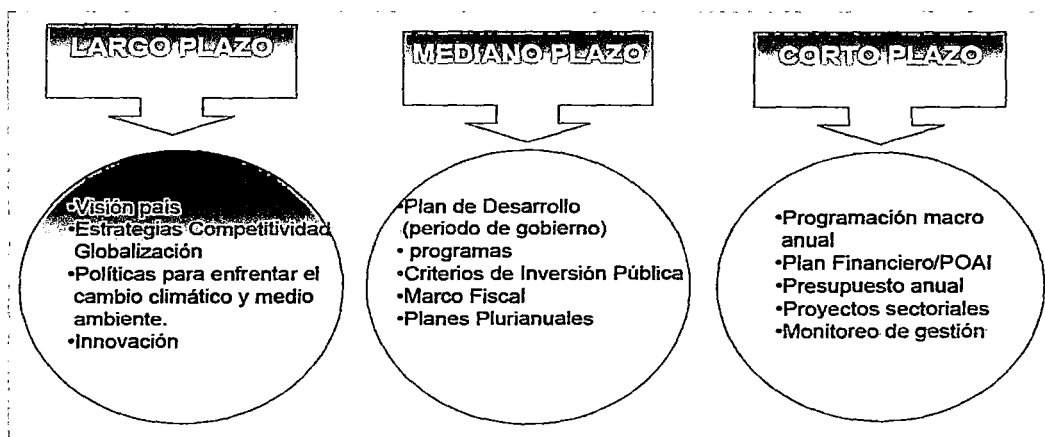 LARGO PLAZO
•Visión país
•Estrategias Competitividad
Globalización
•Políticas para enfrentar el
cambio climático y medio
ambiente.
•Innovación
MEDIANO PLAZO
•Plan de Desarrollo
(periodo de gobierno)
• programas
•Criterios de Inversión Pública
•Marco Fiscal
•Planes Plurianuales
CORTO PLAZO
•Programación macro
anual
•Plan Financiero/POAI
•Presupuesto anual
•Proyectos sectoriales
•Monitoreo de gestión